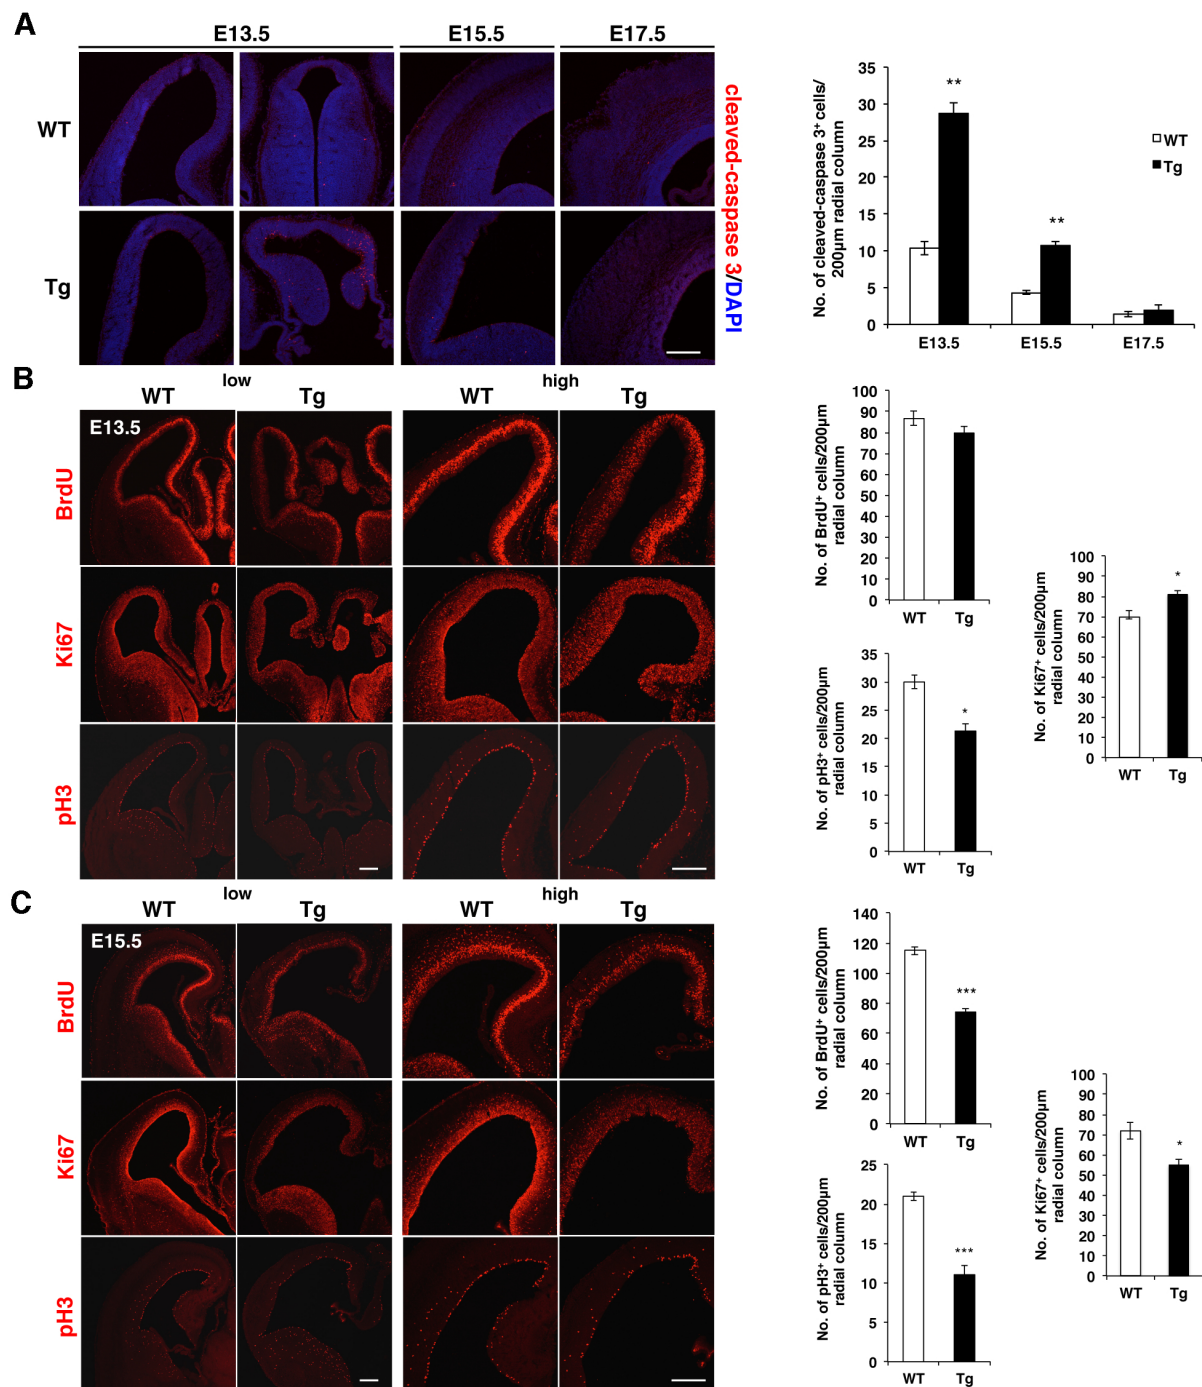 A
E13.5
E15.5
E17.5
WT
Tg
cleaved-caspase 3/DAPI
No. of cleaved-caspase 3⁺ cells/
200μm radial column
35
30
25
20
15
10
5
0
**
**
WT
Tg
E13.5
E15.5
E17.5
B
low
high
WT
Tg
WT
Tg
E13.5
BrdU
Ki67
pH3
No. of BrdU⁺ cells/200μm
radial column
100
90
80
70
60
50
40
30
20
10
0
WT
Tg
No. of pH3⁺ cells/200μm
radial column
35
30
25
20
15
10
5
0
*
WT
Tg
No. of Ki67⁺ cells/200μm
radial column
100
90
80
70
60
50
40
30
20
10
0
*
WT
Tg
C
low
high
WT
Tg
WT
Tg
E15.5
BrdU
Ki67
pH3
No. of BrdU⁺ cells/200μm
radial column
140
120
100
80
60
40
20
0
***
WT
Tg
No. of pH3⁺ cells/200μm
radial column
25
20
15
10
5
0
***
WT
Tg
No. of Ki67⁺ cells/200μm
radial column
100
90
80
70
60
50
40
30
20
10
0
*
WT
Tg